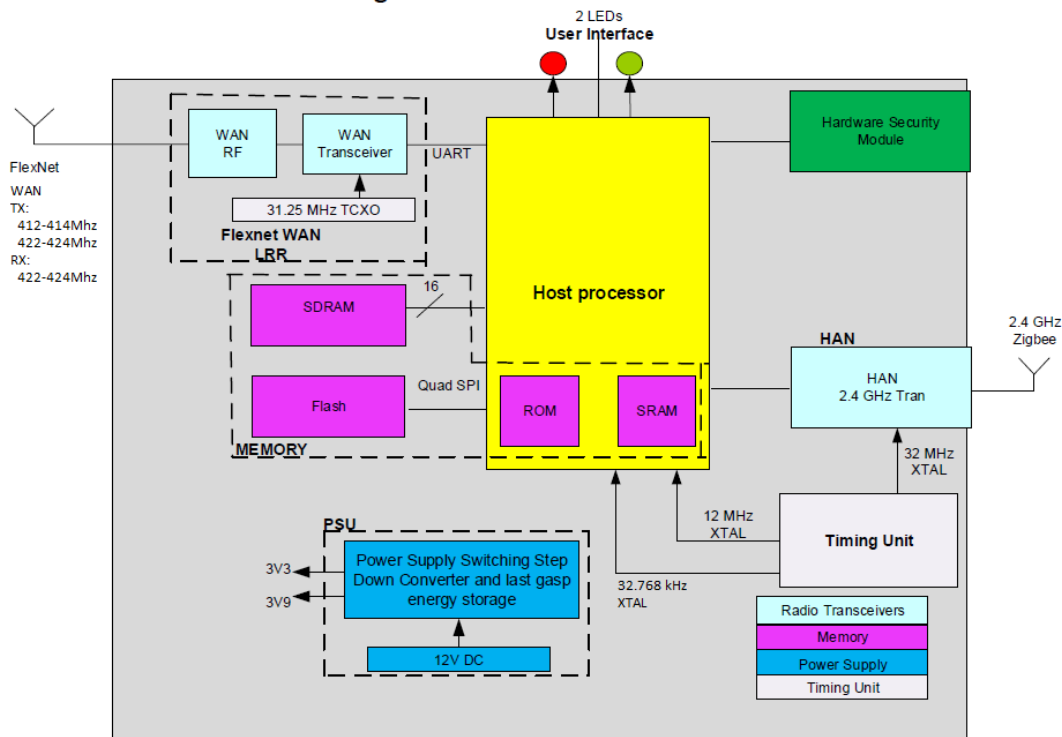 2 LEDs
User Interface
WAN
RF
WAN
Transceiver
UART
Hardware Security
Module
FlexNet
WAN
TX:
412-414Mhz
422-424Mhz
RX:
422-424Mhz
31.25 MHz TCXO
Flexnet WAN
LRR
16
SDRAM
Host processor
2.4 GHz
Zigbee
HAN
HAN
2.4 GHz Tran
Quad SPI
Flash
ROM
SRAM
MEMORY
32 MHz
XTAL
12 MHz
XTAL
Timing Unit
PSU
Power Supply Switching Step
Down Converter and last gasp
energy storage
3V3
3V9
32.768 kHz
XTAL
12V DC
Radio Transceivers
Memory
Power Supply
Timing Unit